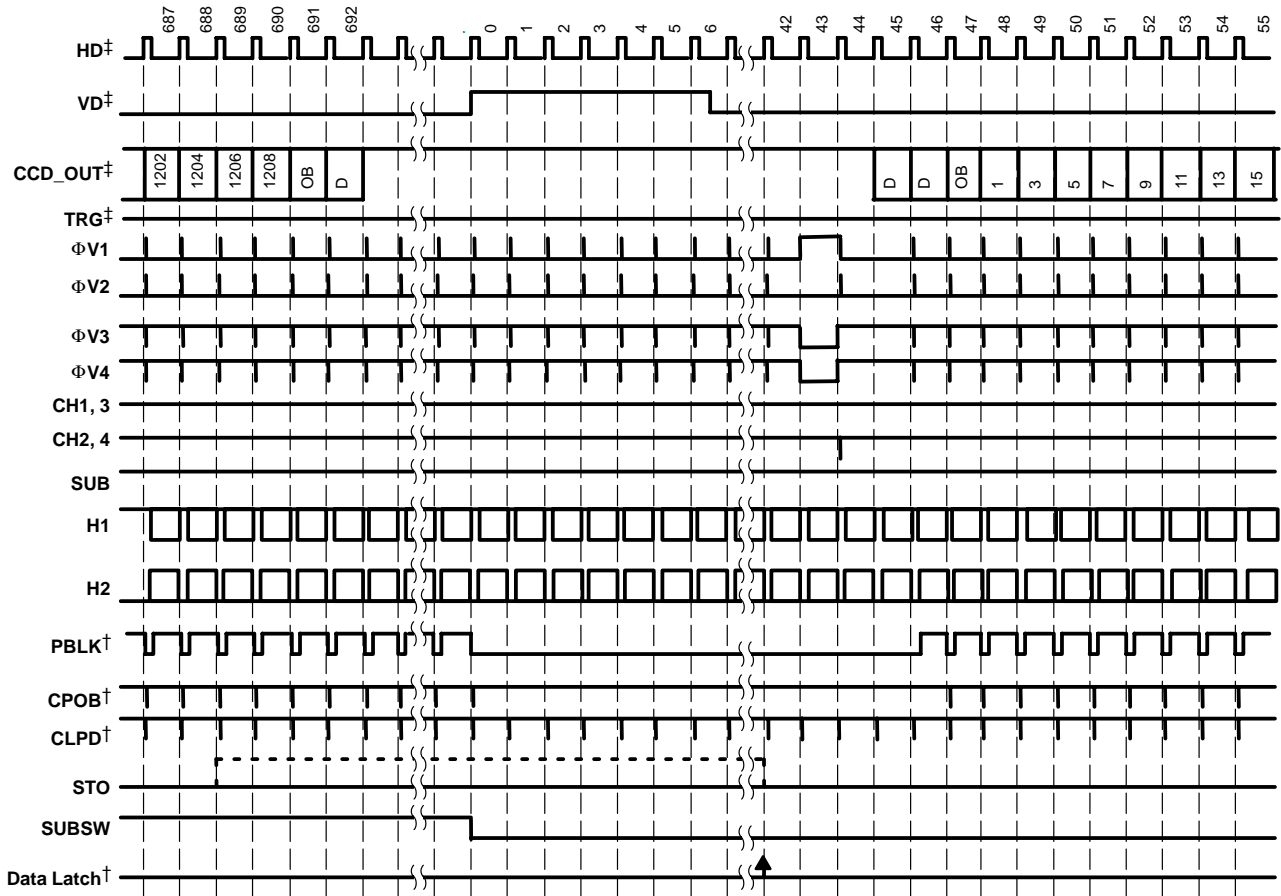 687 688 689 690 691 692 0 1 2 3 4 5 6 42 43 44 45 46 47 48 49 50 51 52 53 54 55
HD‡
VD‡
CCD_OUT‡ 1202 1204 1206 1208 OB D D D OB 1 3 5 7 9 11 13 15
TRG‡
ΦV1
ΦV2
ΦV3
ΦV4
CH1, 3
CH2, 4
SUB
H1
H2
PBLK†
CPOB†
CLPD†
STO
SUBSW
Data Latch†